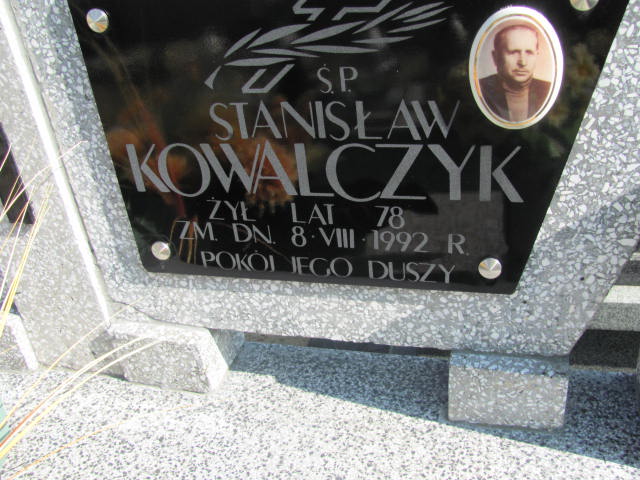 Ś.P.
Ś.P.
STANISŁAW
KOWALCZYK
ŻYŁ LAT 78
ZM. DN. 8·VIII·1992 R.
POKÓJ JEGO DUSZY